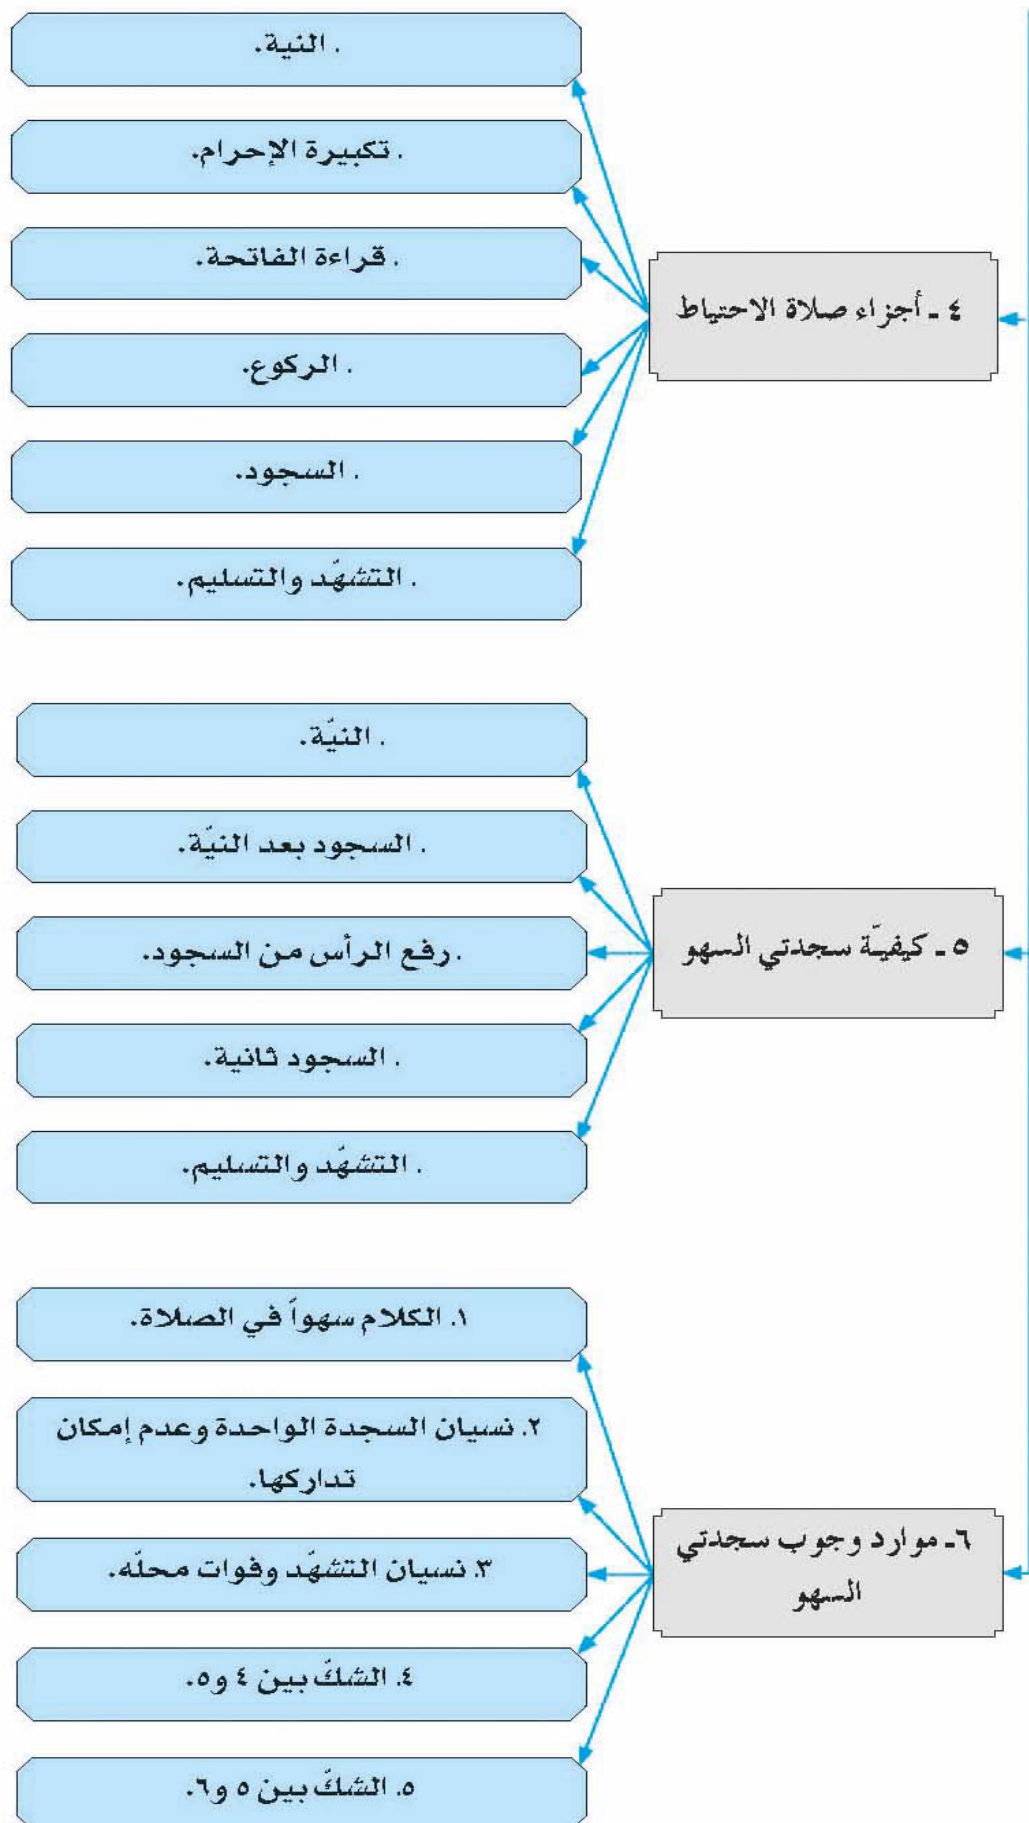 ٤ ـ أجزاء صلاة الاحتياط
. النية.
. تكبيرة الإحرام.
. قراءة الفاتحة.
. الركوع.
. السجود.
. التشهّد والتسليم.
٥ ـ كيفيّة سجدتي السهو
. النيّة.
. السجود بعد النيّة.
. رفع الرأس من السجود.
. السجود ثانية.
. التشهّد والتسليم.
٦ـ موارد وجوب سجدتي
السهو
١. الكلام سهواً في الصلاة.
٢. نسيان السجدة الواحدة وعدم إمكان
تداركها.
٣. نسيان التشهّد وفوات محلّه.
٤. الشكّ بين ٤ و٥.
٥. الشكّ بين ٥ و٦.